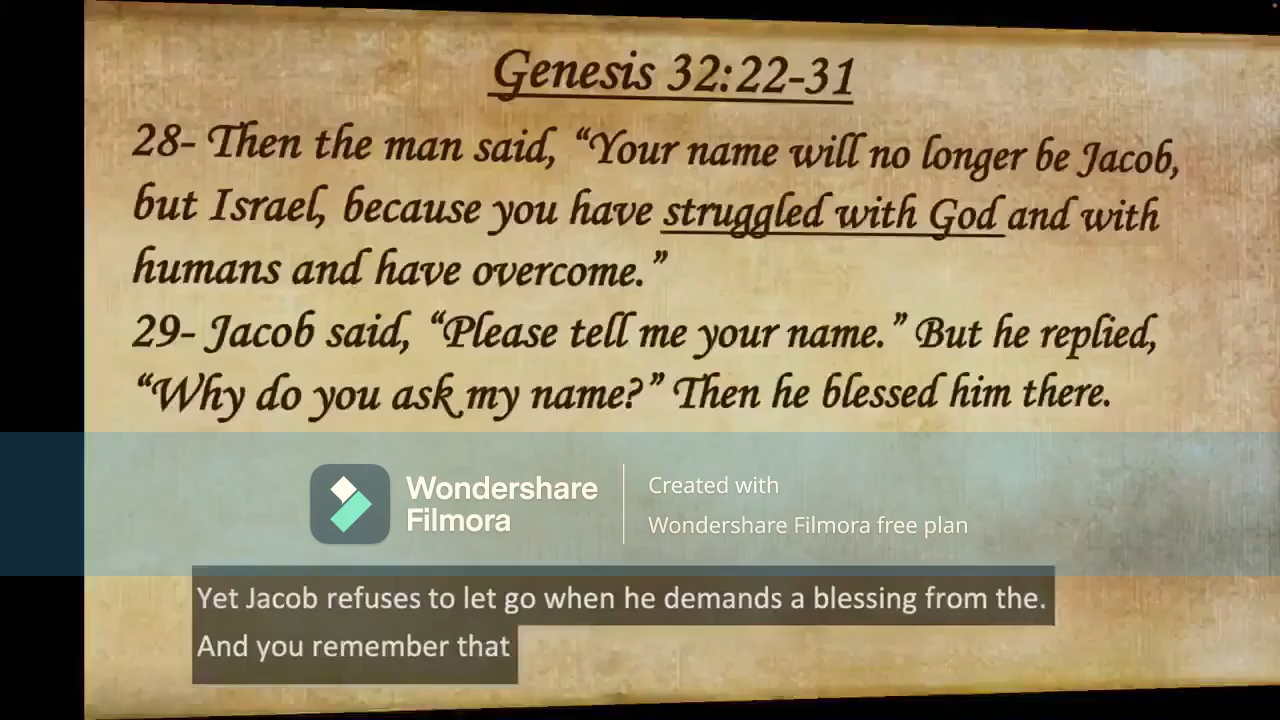 Genesis 32:22-31
28- Then the man said, “Your name will no longer be Jacob,
but Israel, because you have struggled with God and with
humans and have overcome.”
29- Jacob said, “Please tell me your name.” But he replied,
“Why do you ask my name?” Then he blessed him there.
Wondershare
Filmora
Created with
Wondershare Filmora free plan
Yet Jacob refuses to let go when he demands a blessing from the.
And you remember that